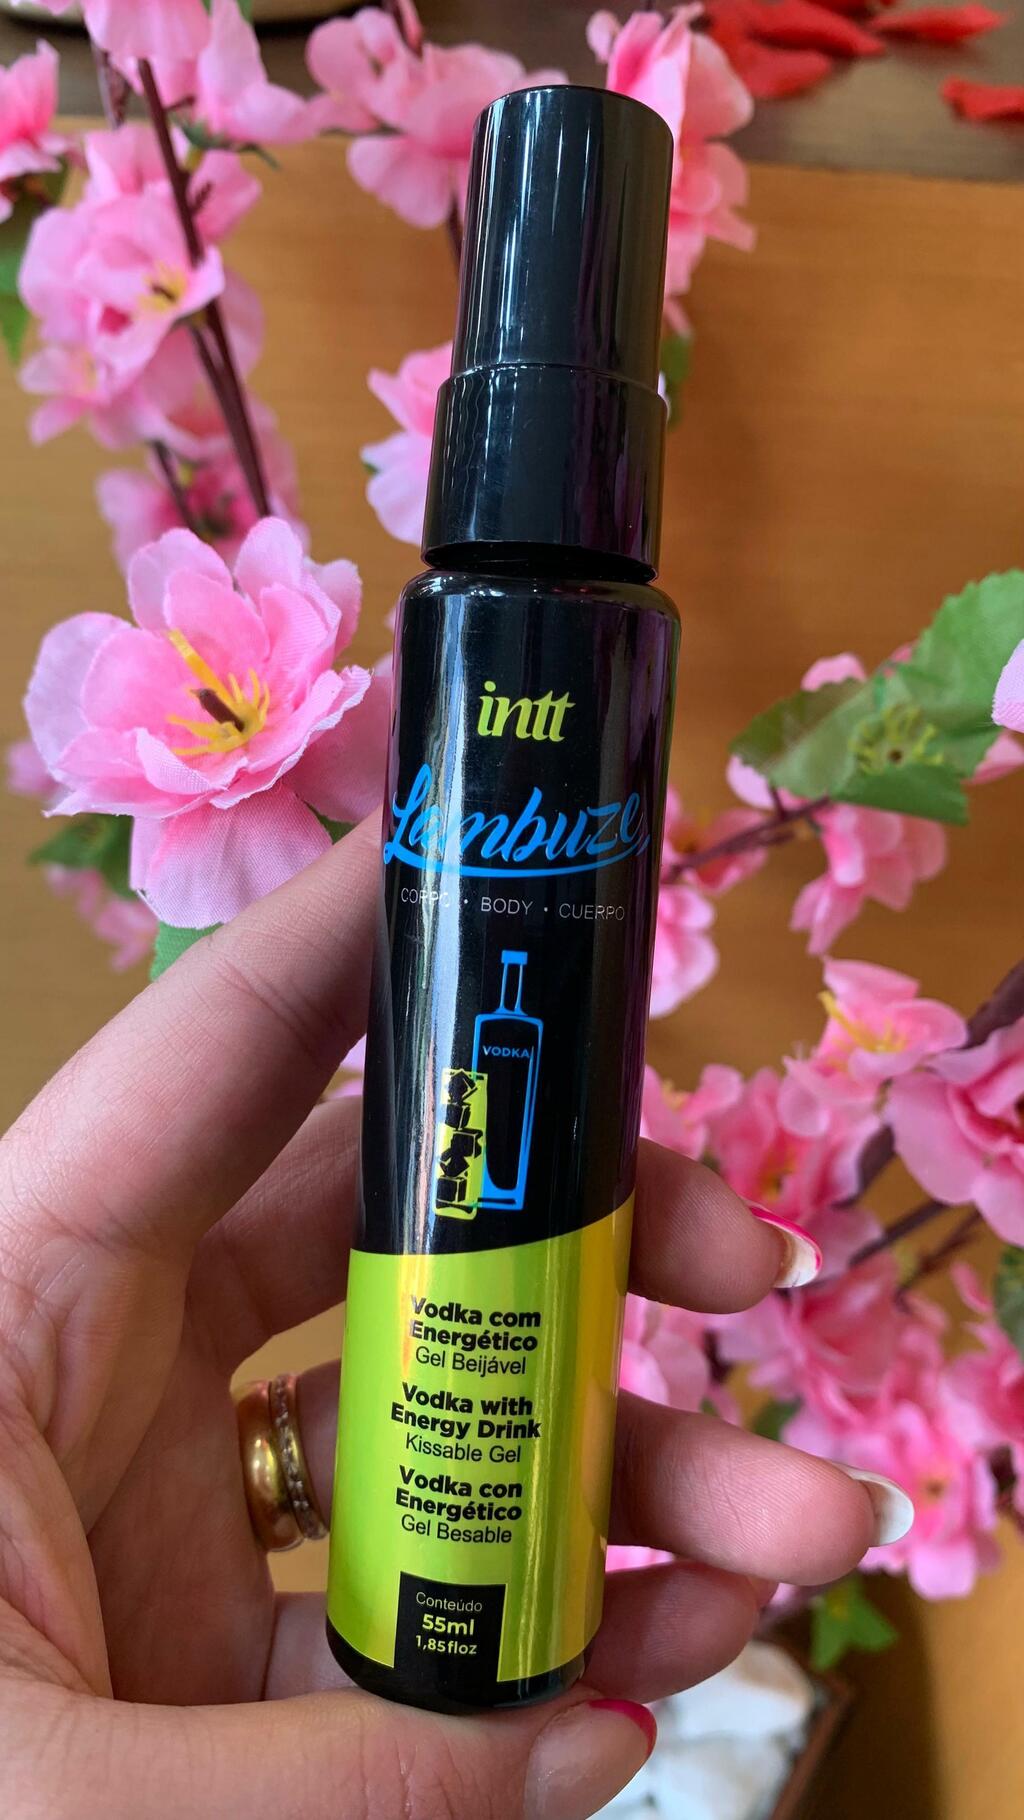 intt
Lambuze
CORPO • BODY • CUERPO
VODKA
Vodka com
Energético
Gel Beijável
Vodka with
Energy Drink
Kissable Gel
Vodka con
Energético
Gel Besable
Conteúdo
55ml
1,85floz